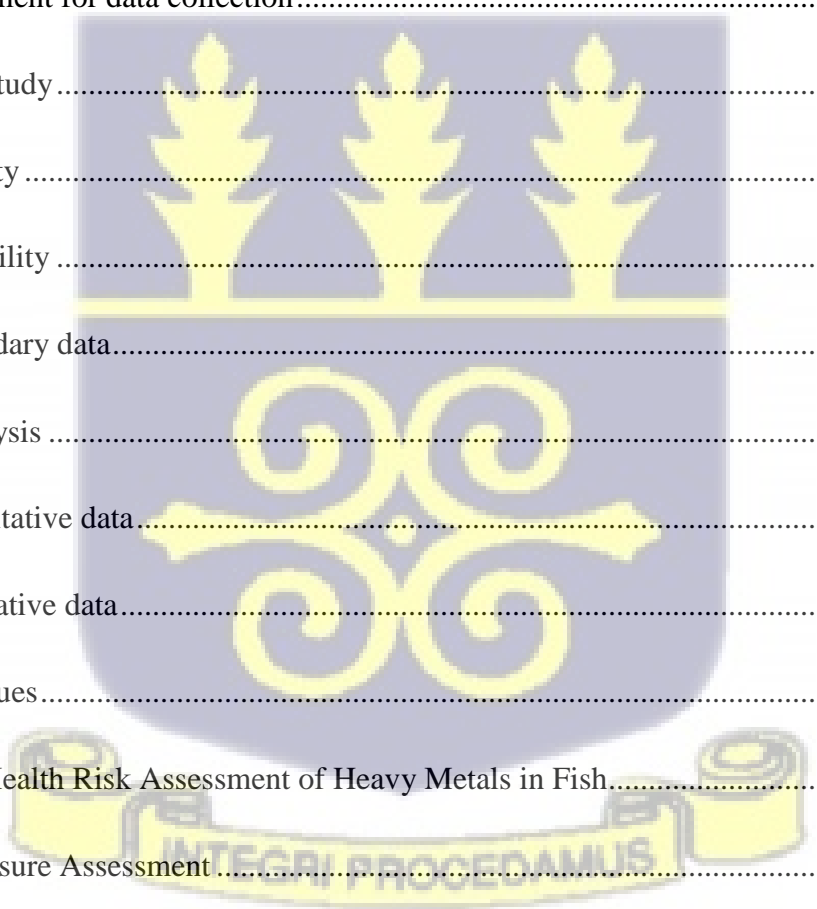 ment for data collection........................................
tudy........................................
ty........................................
ility........................................
dary data........................................
ysis........................................
tative data........................................
ative data........................................
ues........................................
Health Risk Assessment of Heavy Metals in Fish....................
sure Assessment........................................
INTEGRI PROCEDAMUS